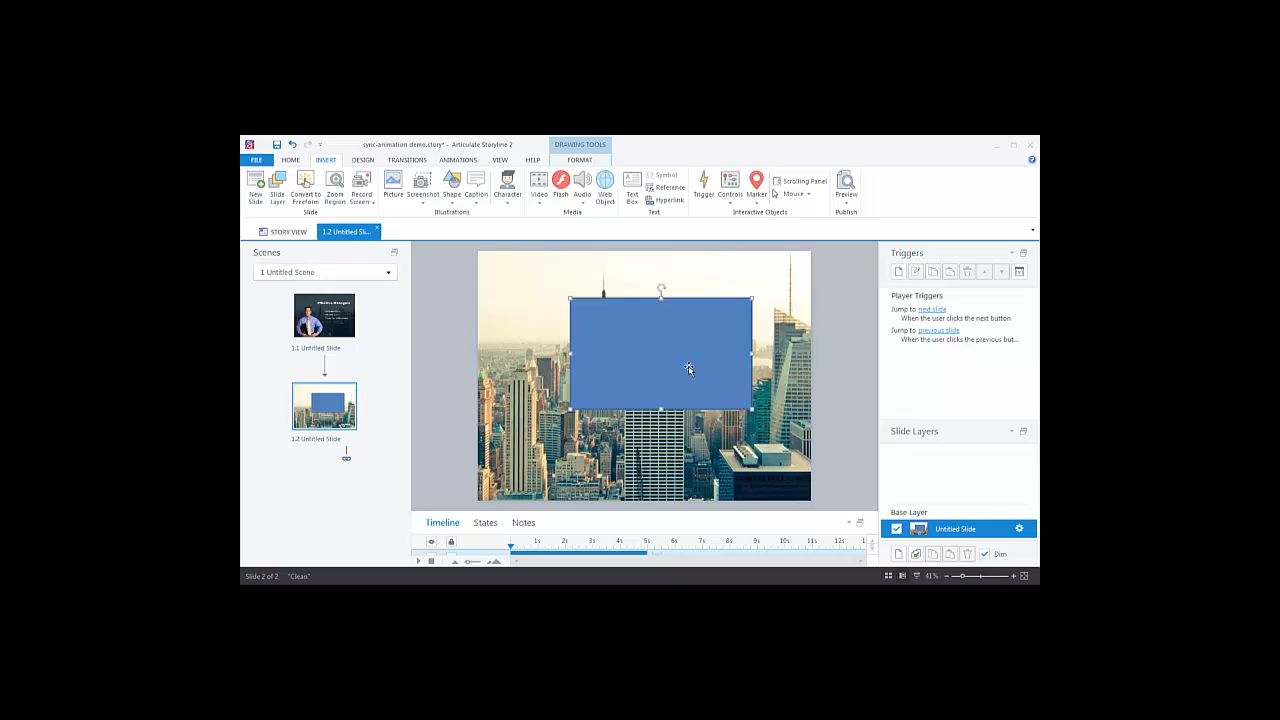 sync-animation demo.story* - Articulate Storyline 2
DRAWING TOOLS
FILE HOME INSERT DESIGN TRANSITIONS ANIMATIONS VIEW HELP FORMAT
New Slide
Slide Layer
Convert to Freeform
Zoom Region
Record Screen
Picture
Screenshot
Shape
Caption
Character
Video
Flash
Audio
Web Object
Text Box
Symbol
Reference
Hyperlink
Trigger
Controls
Marker
Scrolling Panel
Mouse
Preview
Slide Illustrations Media Text Interactive Objects Publish
STORY VIEW 1.2 Untitled Sli...
Scenes
1 Untitled Scene
1.1 Untitled Slide
1.2 Untitled Slide
Triggers
Player Triggers
Jump to next slide
When the user clicks the next button
Jump to previous slide
When the user clicks the previous but...
Slide Layers
Base Layer
Untitled Slide
Dim
Timeline States Notes
1s 2s 3s 4s 5s 6s 7s 8s 9s 10s 11s 12s 1
Slide 2 of 2 "Clean" 41%